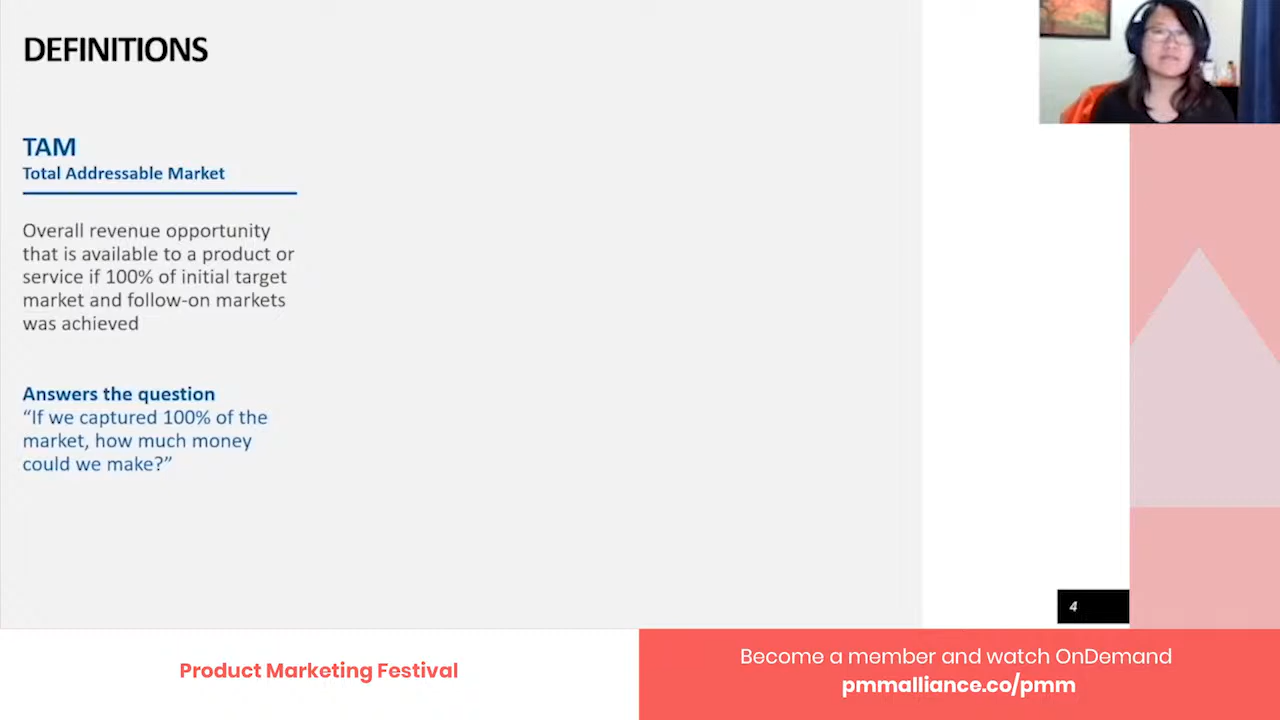 DEFINITIONS
TAM
Total Addressable Market
Overall revenue opportunity
that is available to a product or
service if 100% of initial target
market and follow-on markets
was achieved
Answers the question
“If we captured 100% of the
market, how much money
could we make?”
4
Product Marketing Festival
Become a member and watch OnDemand
pmmalliance.co/pmm